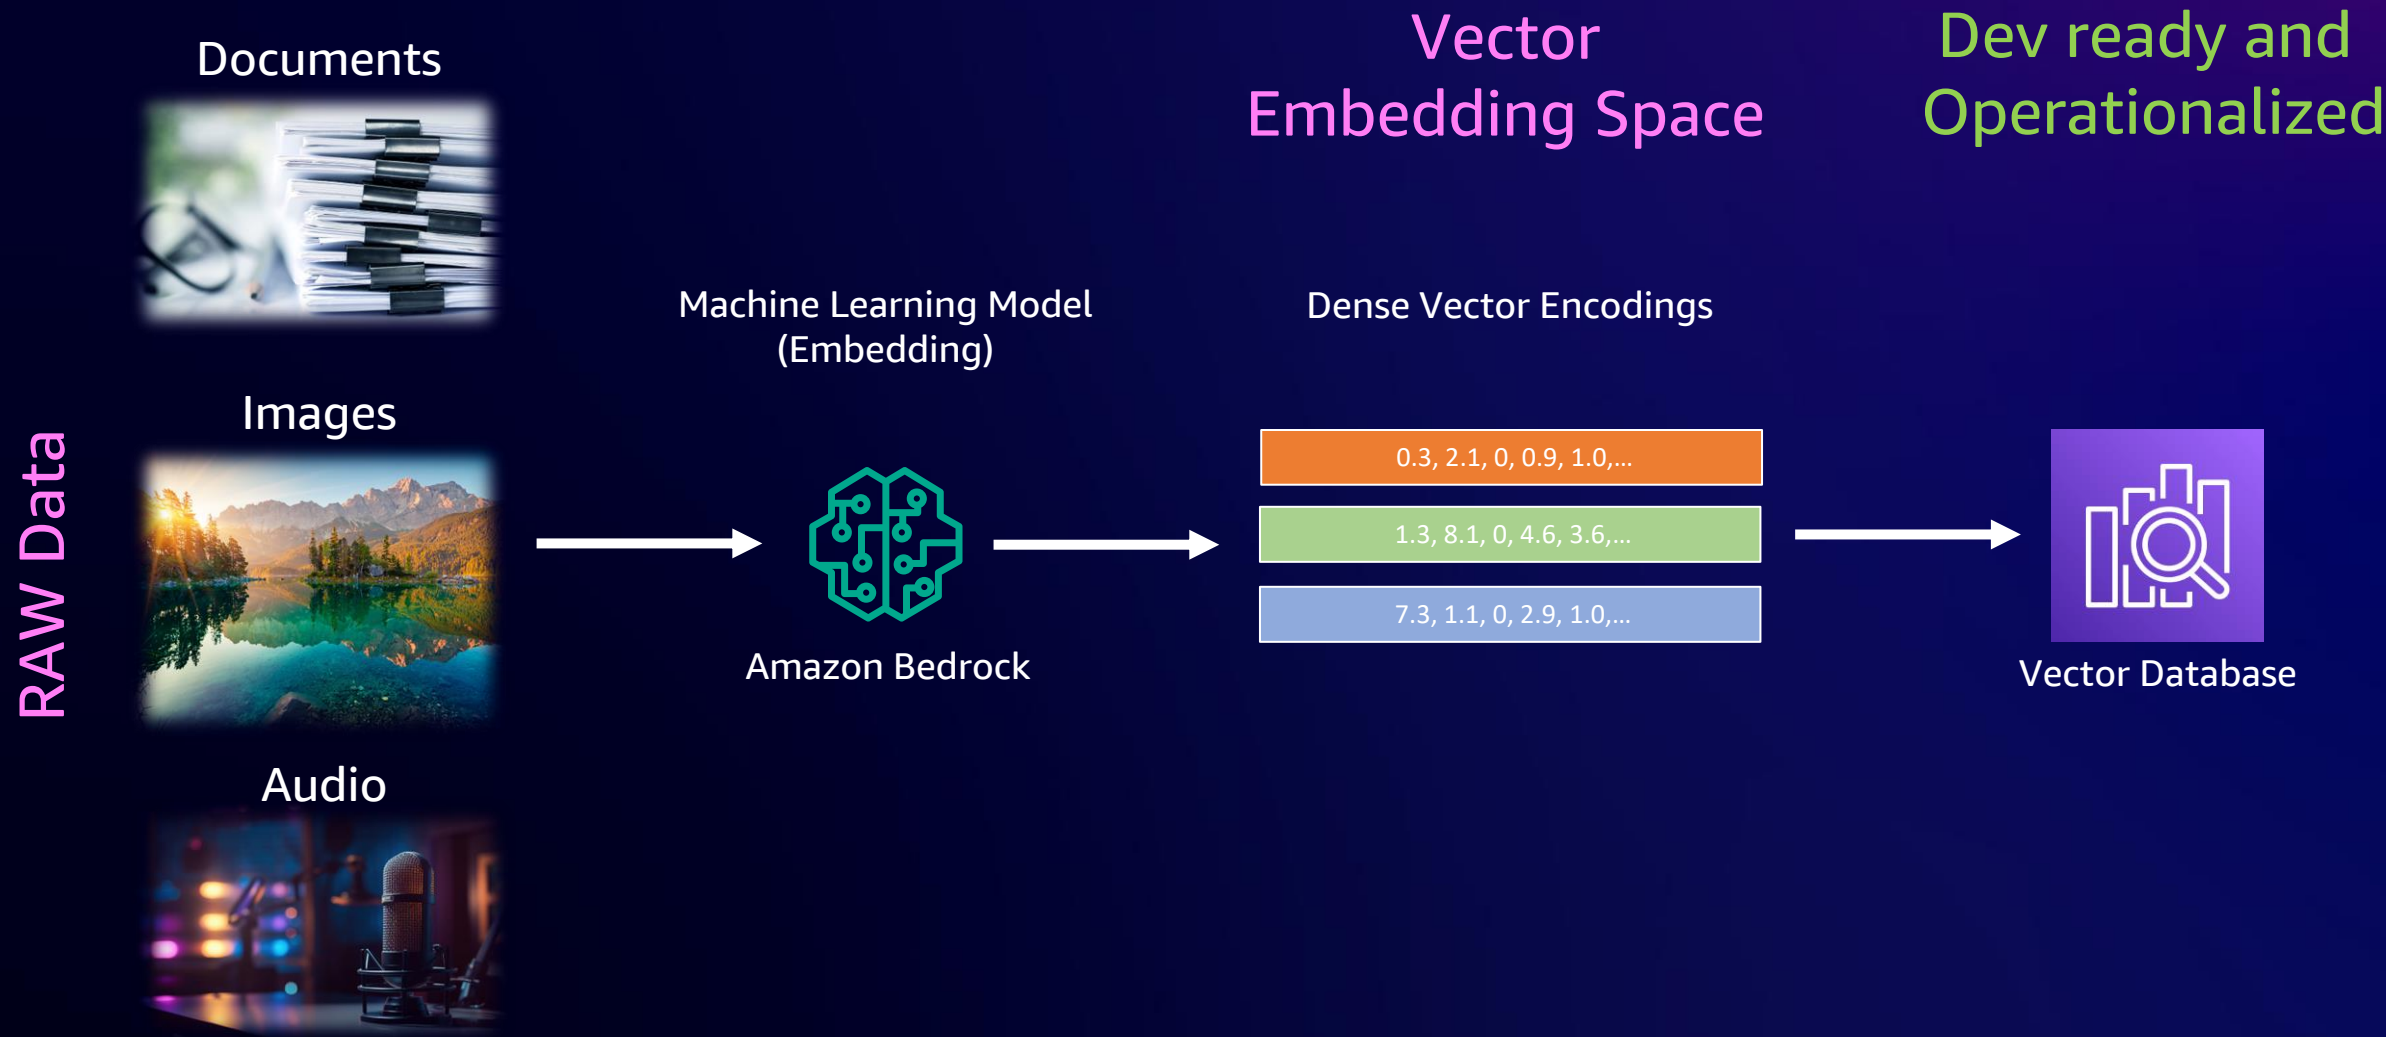 Documents
Vector
Embedding Space
Dev ready and
Operationalized
Machine Learning Model
(Embedding)
Dense Vector Encodings
RAW Data
Images
0.3, 2.1, 0, 0.9, 1.0,...
1.3, 8.1, 0, 4.6, 3.6,...
7.3, 1.1, 0, 2.9, 1.0,...
Amazon Bedrock
Vector Database
Audio